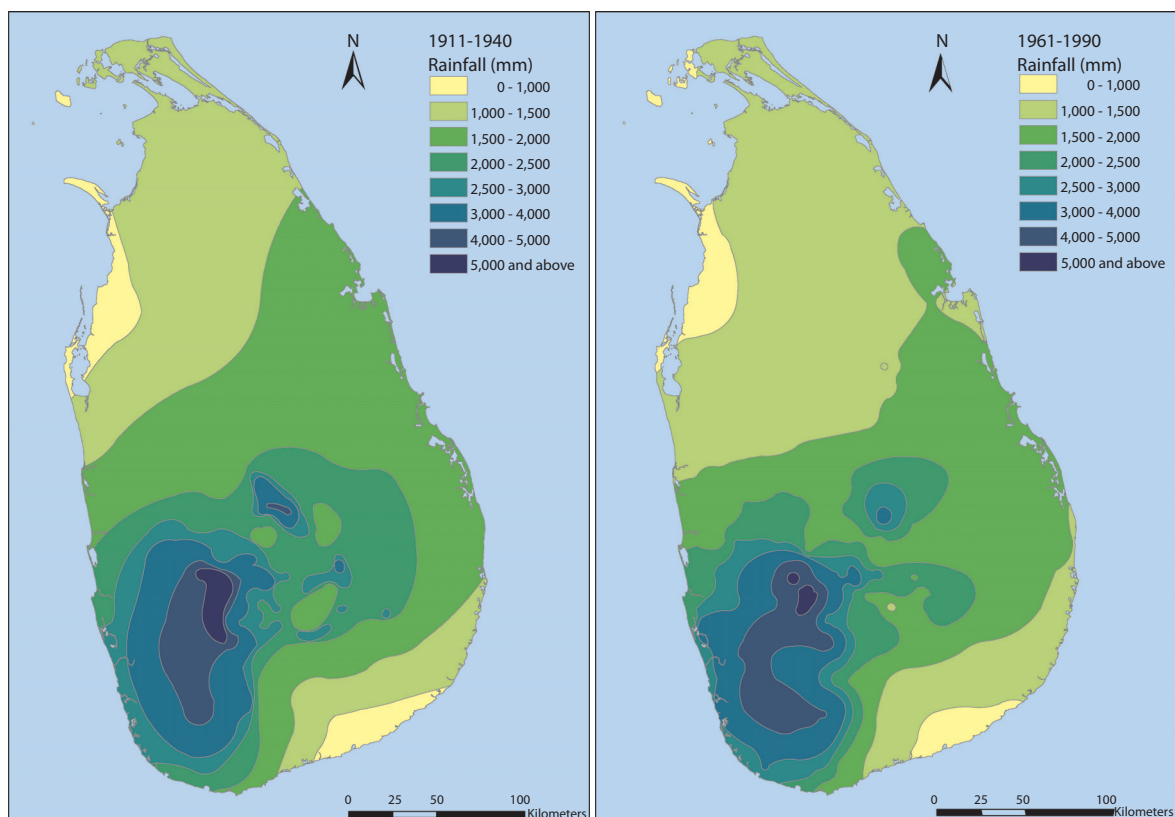 N
1911-1940
Rainfall (mm)
0 - 1,000
1,000 - 1,500
1,500 - 2,000
2,000 - 2,500
2,500 - 3,000
3,000 - 4,000
4,000 - 5,000
5,000 and above
0 25 50 100
Kilometers
N
1961-1990
Rainfall (mm)
0 - 1,000
1,000 - 1,500
1,500 - 2,000
2,000 - 2,500
2,500 - 3,000
3,000 - 4,000
4,000 - 5,000
5,000 and above
0 25 50 100
Kilometers